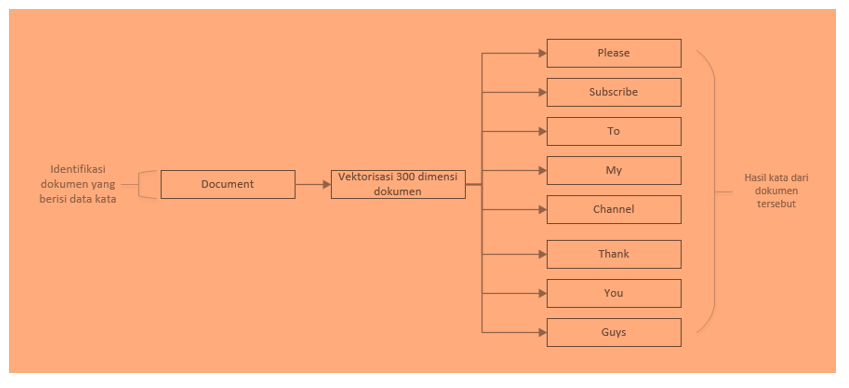 Identifikasi
dokumen yang
berisi data kata
Document
Vektorisasi 300 dimensi
dokumen
Please
Subscribe
To
My
Channel
Thank
You
Guys
Hasil kata dari
dokumen
tersebut